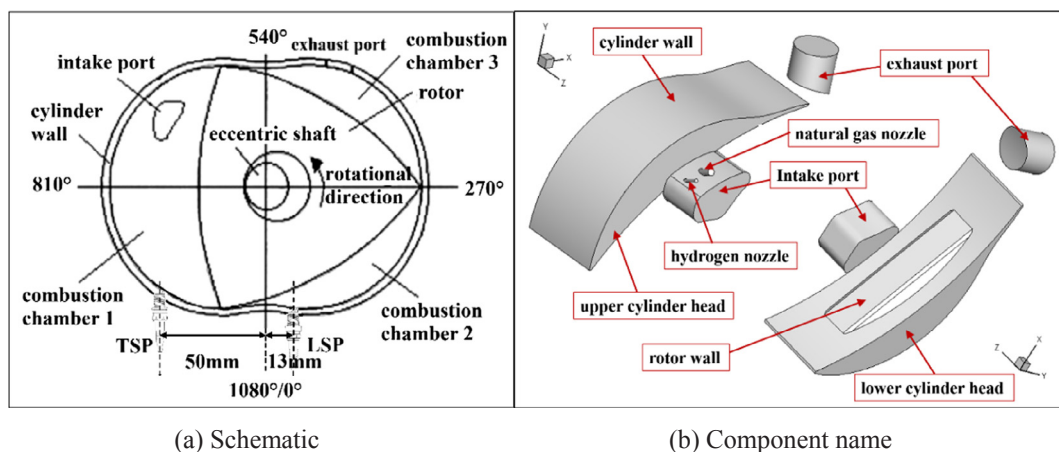 540°
exhaust port
combustion
chamber 3
intake port
rotor
cylinder
wall
eccentric shaft
rotational
direction
810°
270°
combustion
chamber 1
combustion
chamber 2
TSP
LSP
50mm
13mm
1080°/0°
(a) Schematic
Y
X
Z
cylinder wall
exhaust port
natural gas nozzle
Intake port
hydrogen nozzle
upper cylinder head
rotor wall
lower cylinder head
Z
X
Y
(b) Component name